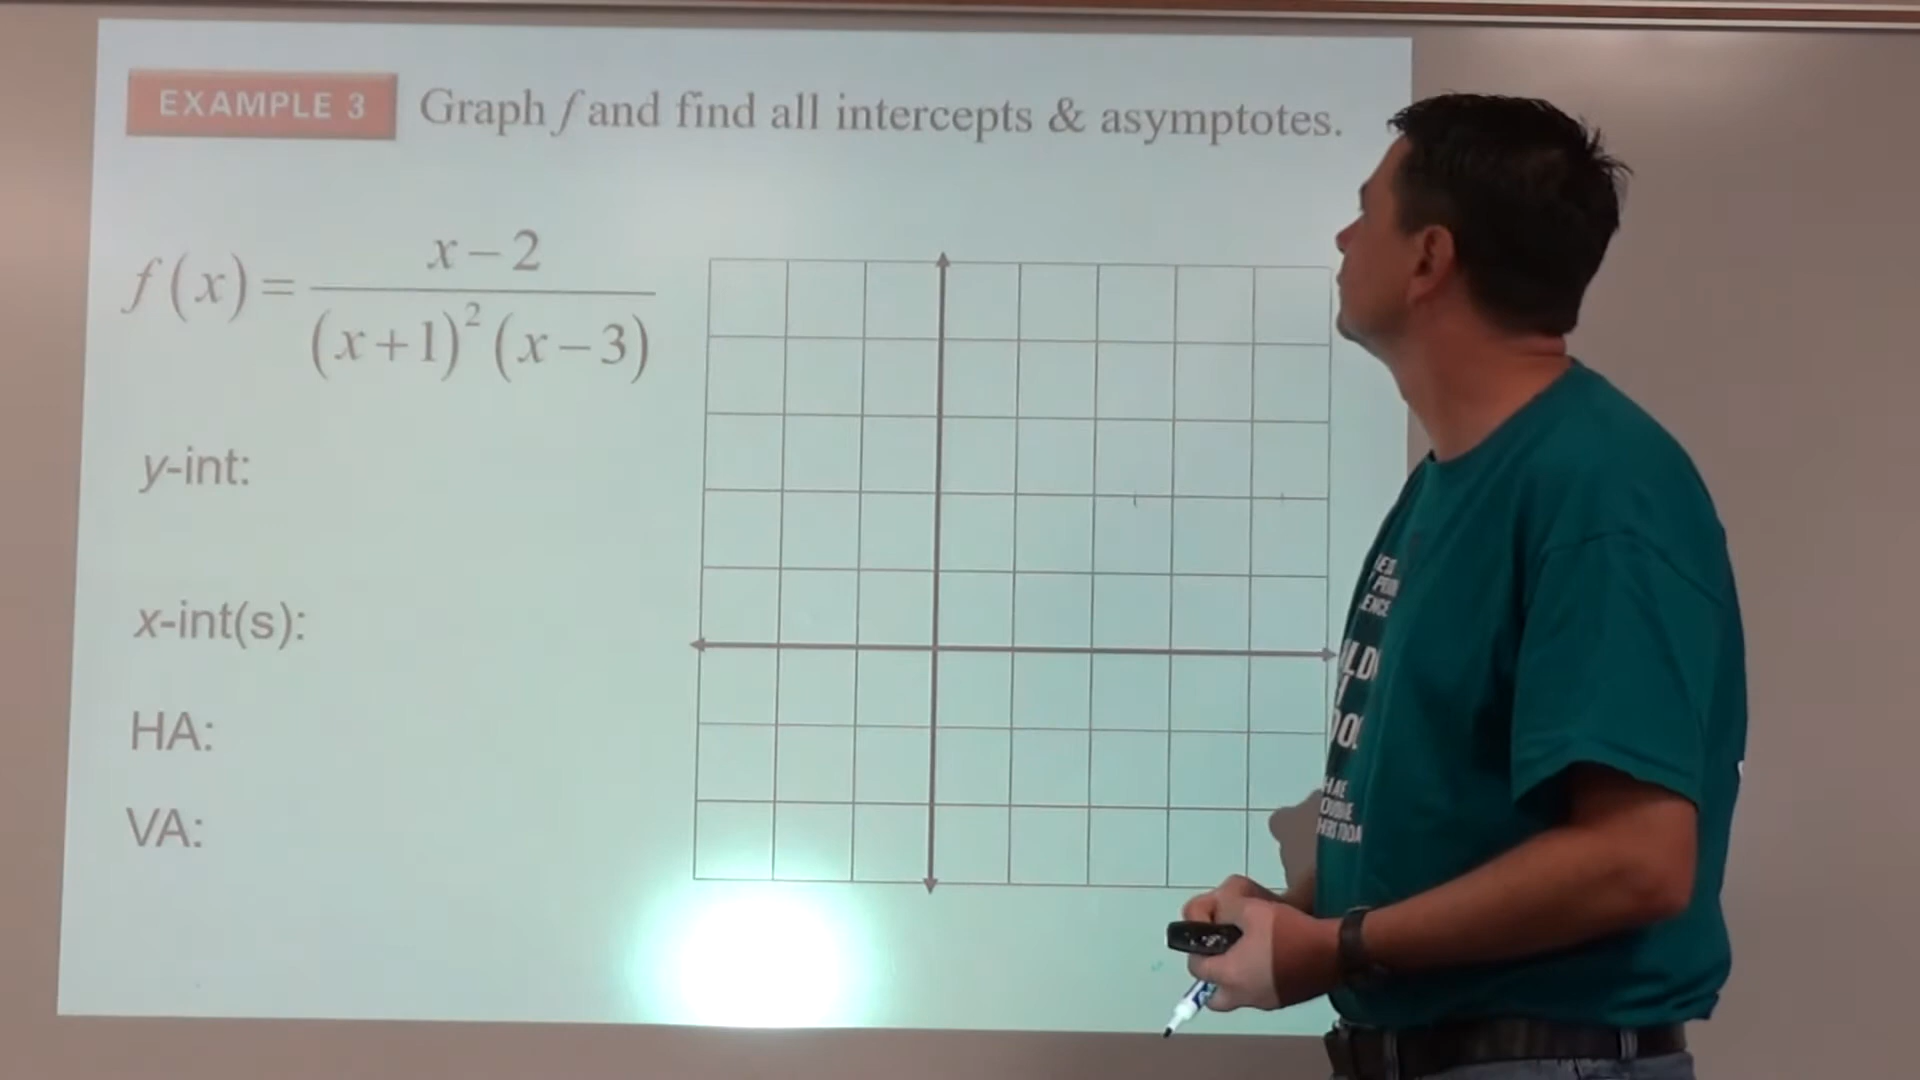 EXAMPLE 3 Graph f and find all intercepts & asymptotes.
f(x) = (x-2)/((x+1)²(x-3))
y-int:
x-int(s):
HA:
VA: